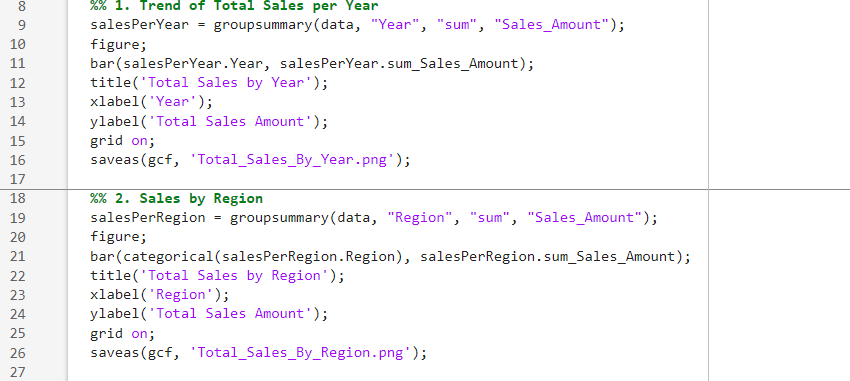 8 %% 1. Trend of Total Sales per Year
9 salesPerYear = groupsummary(data, "Year", "sum", "Sales_Amount");
10 figure;
11 bar(salesPerYear.Year, salesPerYear.sum_Sales_Amount);
12 title('Total Sales by Year');
13 xlabel('Year');
14 ylabel('Total Sales Amount');
15 grid on;
16 saveas(gcf, 'Total_Sales_By_Year.png');
17
18 %% 2. Sales by Region
19 salesPerRegion = groupsummary(data, "Region", "sum", "Sales_Amount");
20 figure;
21 bar(categorical(salesPerRegion.Region), salesPerRegion.sum_Sales_Amount);
22 title('Total Sales by Region');
23 xlabel('Region');
24 ylabel('Total Sales Amount');
25 grid on;
26 saveas(gcf, 'Total_Sales_By_Region.png');
27